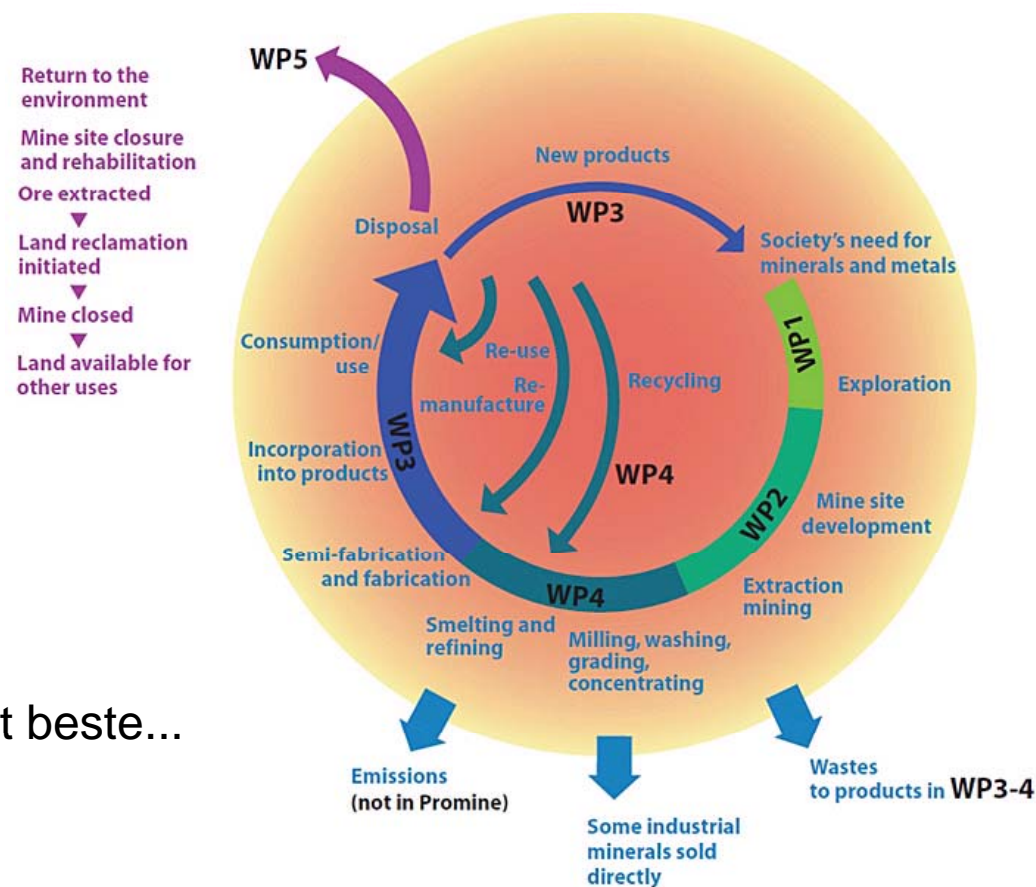 WP5
Return to the
environment
Mine site closure
and rehabilitation
Ore extracted
Land reclamation
initiated
Mine closed
Land available for
other uses
New products
WP3
Disposal
Society's need for
minerals and metals
WP1
Consumption/
use
Re-use
Re-
manufacture
Recycling
Exploration
WP3
Incorporation
into products
WP4
WP2
Mine site
development
Semi-fabrication
and fabrication
WP4
Extraction
mining
Smelting and
refining
Milling, washing,
grading,
concentrating
t beste...
Emissions
(not in Promine)
Wastes
to products in WP3-4
Some industrial
minerals sold
directly